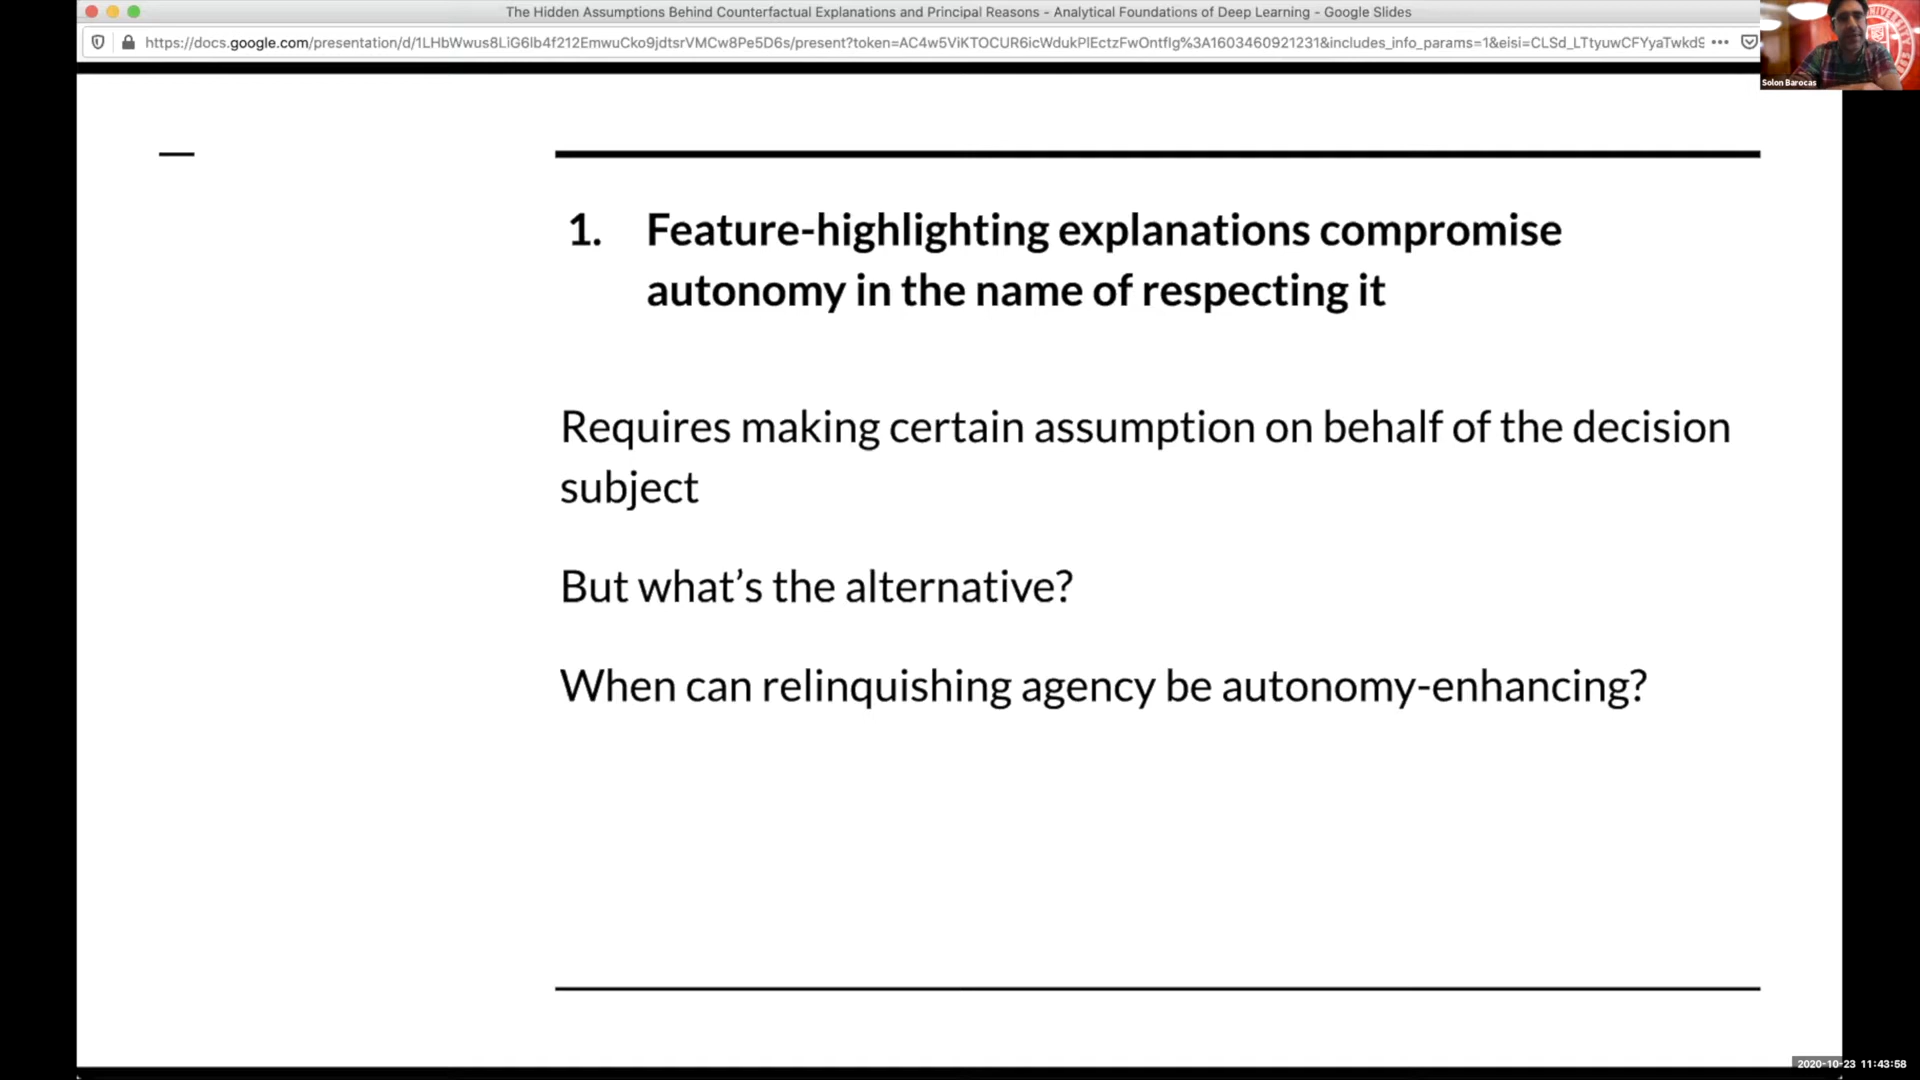 The Hidden Assumptions Behind Counterfactual Explanations and Principal Reasons - Analytical Foundations of Deep Learning - Google Slides
https://docs.google.com/presentation/d/1LHbWwus8LiG6lb4f212EmwuCko9jdtsrVMCw8Pe5D6s/present?token=AC4w5ViKTOCUR6icWdukPlEctzFwOntfIg%3A1603460921231&includes_info_params=1&eisi=CLSd_LTtyuwCFYyaTwkd9
Solon Barocas
1. Feature-highlighting explanations compromise
autonomy in the name of respecting it
Requires making certain assumption on behalf of the decision
subject
But what’s the alternative?
When can relinquishing agency be autonomy-enhancing?
2020-10-23 11:43:58